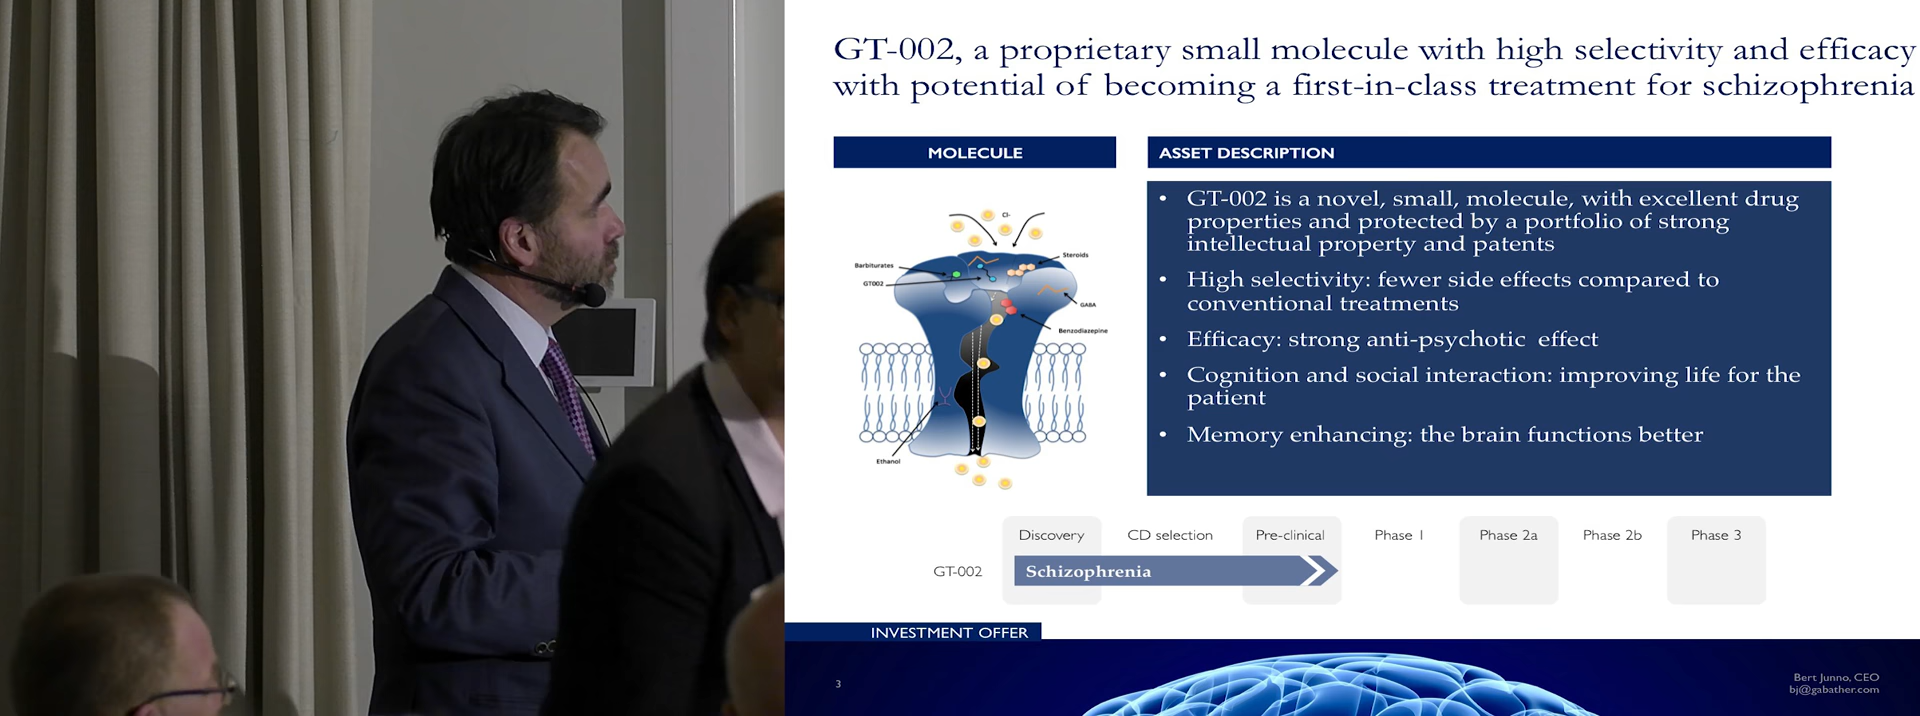 GT-002, a proprietary small molecule with high selectivity and efficacy
with potential of becoming a first-in-class treatment for schizophrenia
MOLECULE
Cl-
Barbiturates
Steroids
GT002
GABA
Benzodiazepine
Ethanol
ASSET DESCRIPTION
• GT-002 is a novel, small, molecule, with excellent drug
properties and protected by a portfolio of strong
intellectual property and patents
• High selectivity: fewer side effects compared to
conventional treatments
• Efficacy: strong anti-psychotic effect
• Cognition and social interaction: improving life for the
patient
• Memory enhancing: the brain functions better
Discovery CD selection Pre-clinical Phase 1 Phase 2a Phase 2b Phase 3
GT-002 Schizophrenia
INVESTMENT OFFER
3
Bert Junno, CEO
bj@gabather.com